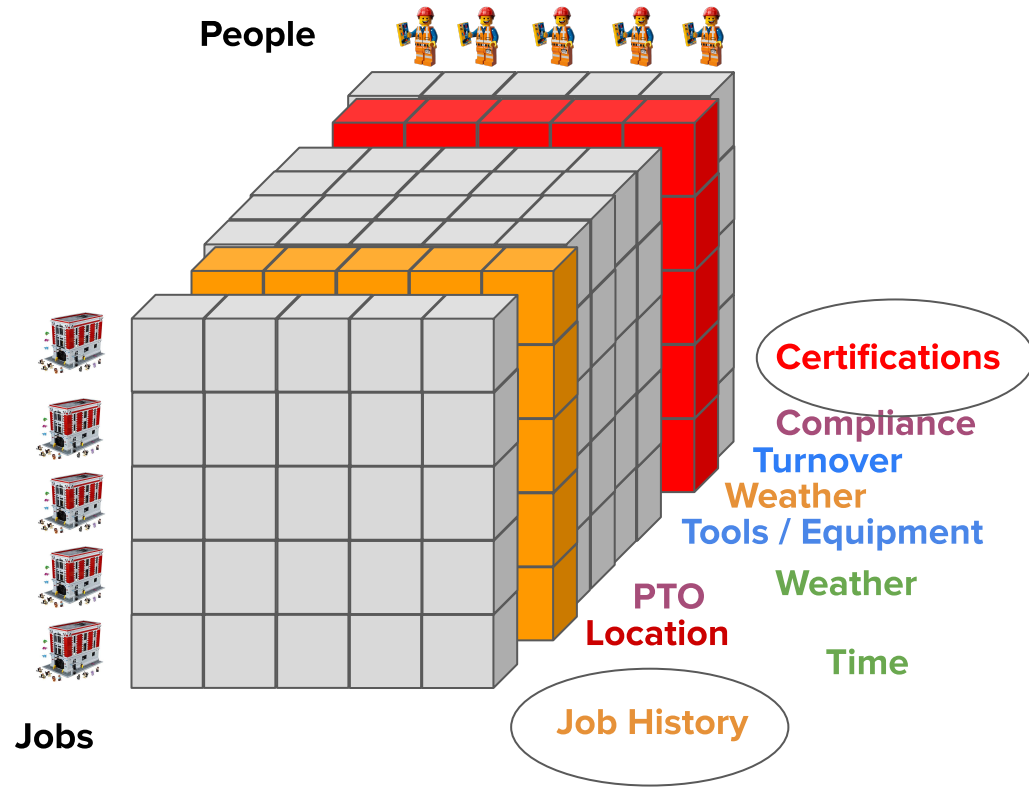 People
Certifications
Compliance
Turnover
Weather
Tools / Equipment
Weather
PTO
Location
Time
Job History
Jobs